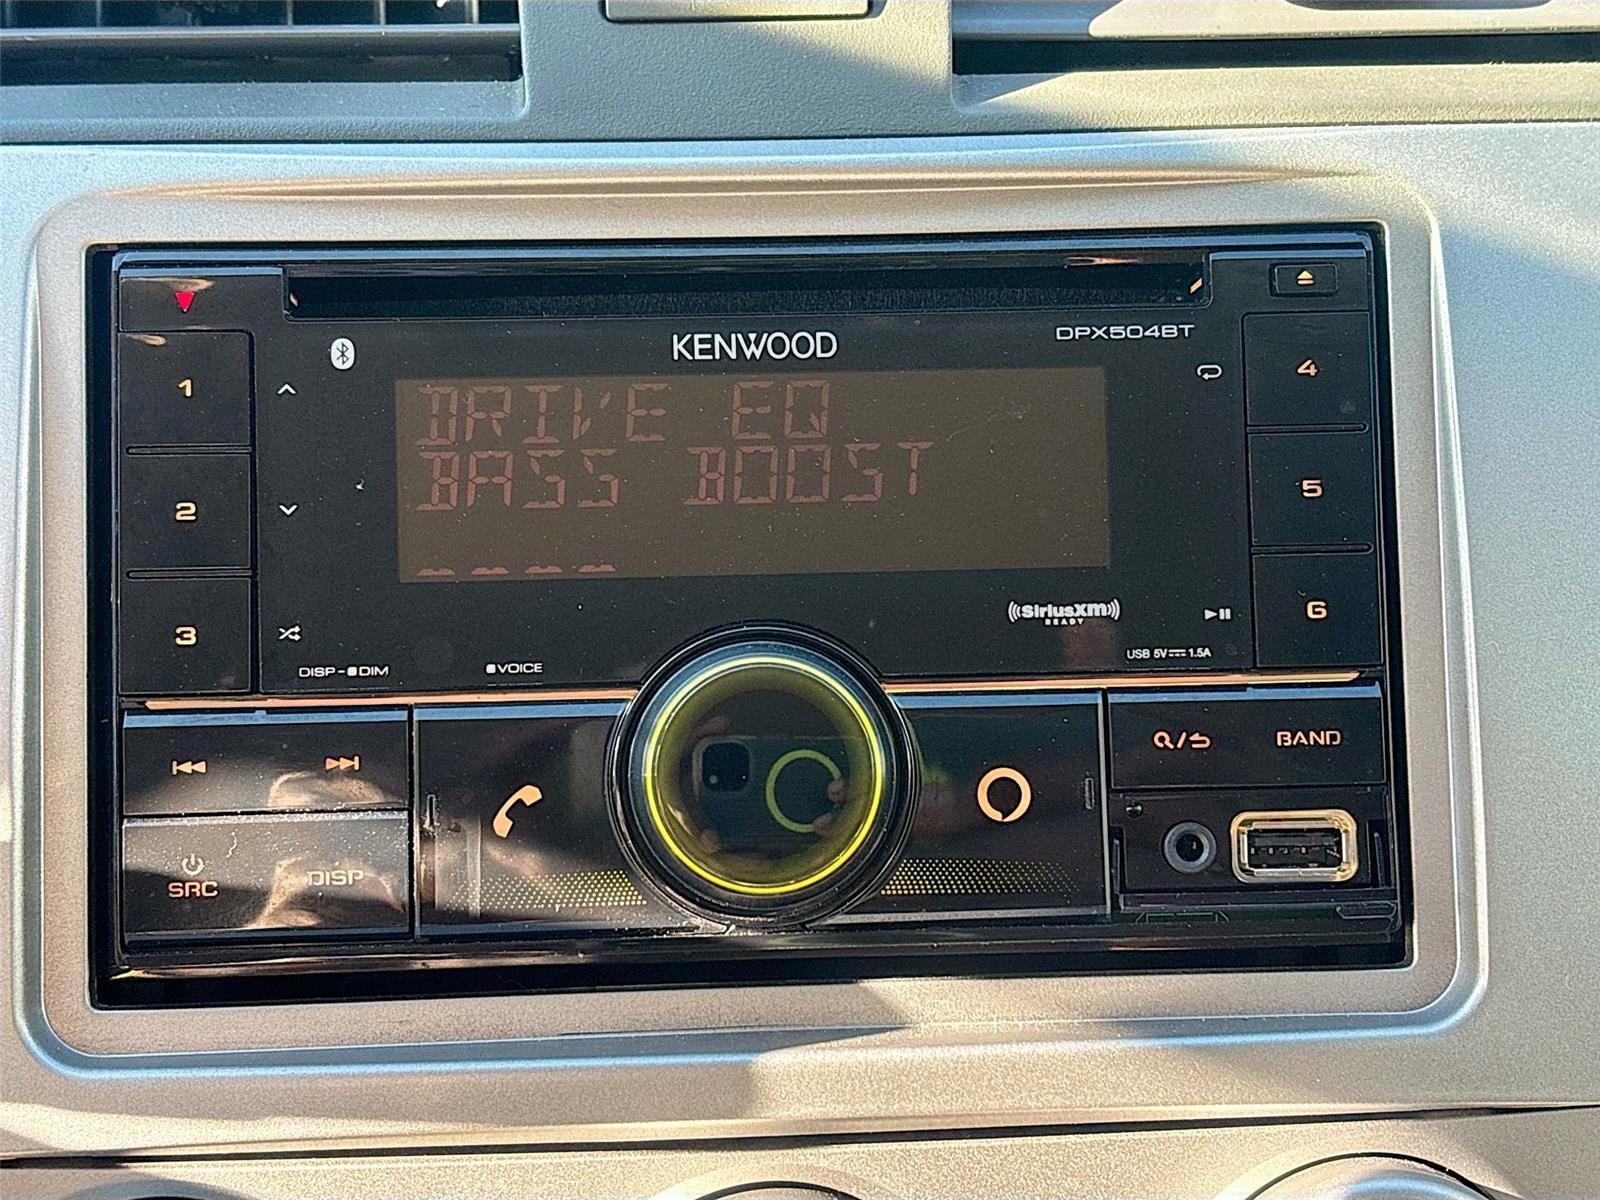 KENWOOD
DPX504BT
1
2
3
DRIVE EQ
BASS BOOST
4
5
6
((SiriusXM))
READY
USB 5V⎓1.5A
DISP-■DIM
■VOICE
SRC
DISP
Q/⮌
BAND